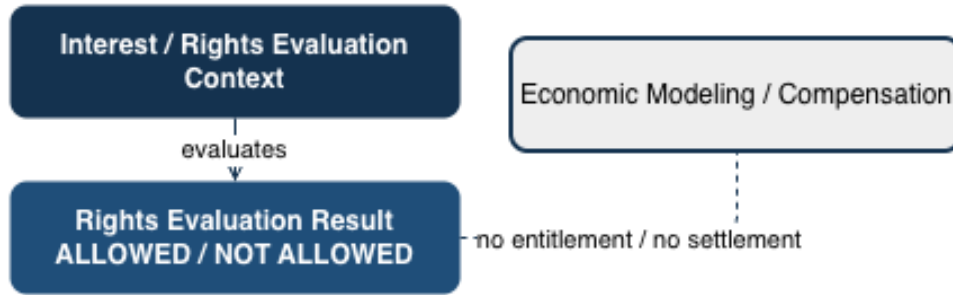 Interest / Rights Evaluation
Context
Economic Modeling / Compensation
evaluates
Rights Evaluation Result
ALLOWED / NOT ALLOWED
no entitlement / no settlement